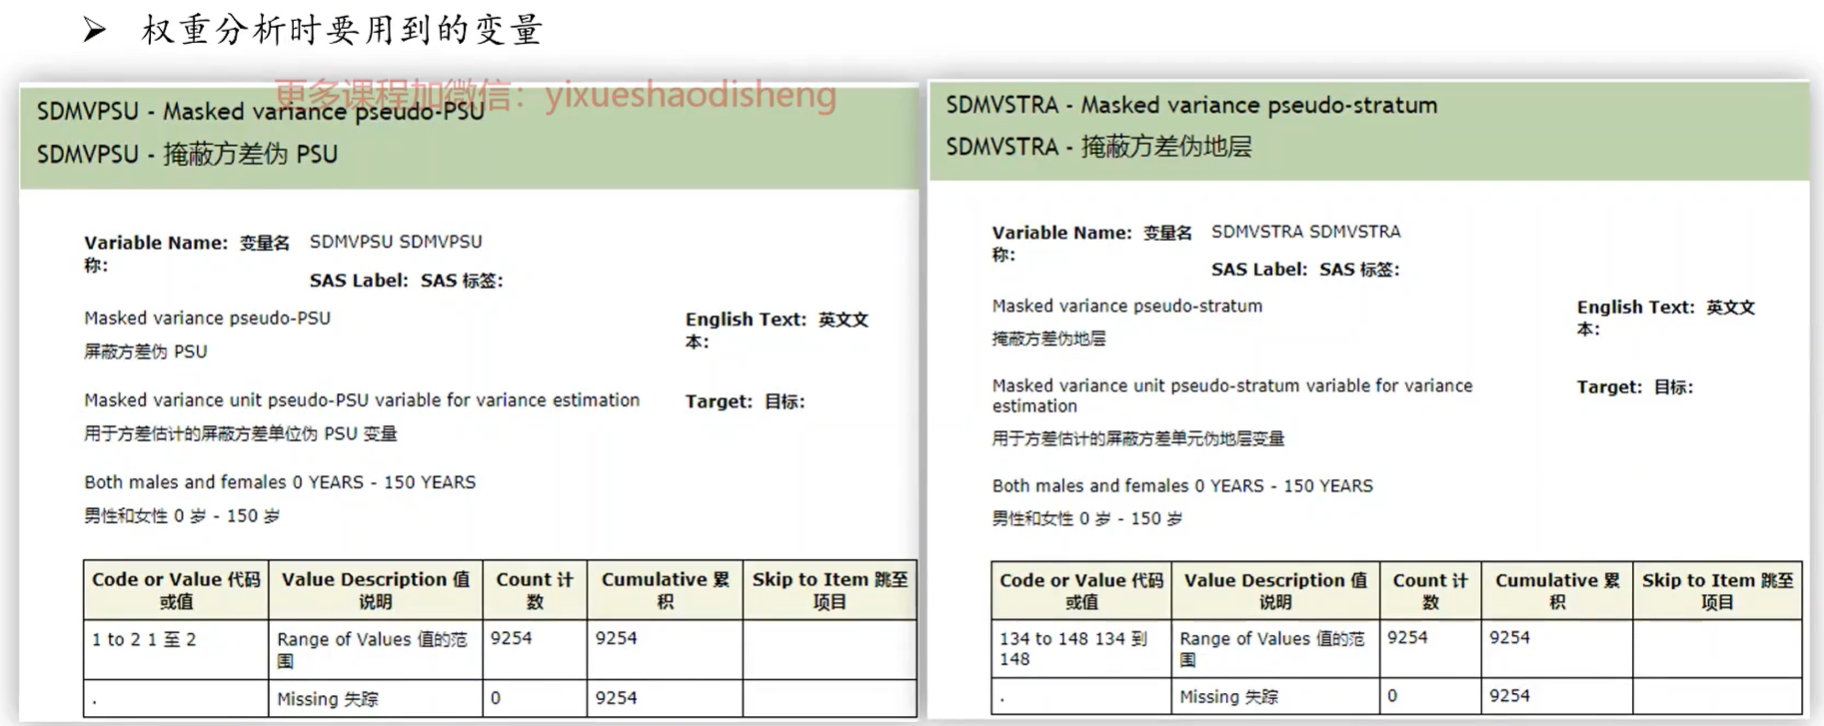 ➢ 权重分析时要用到的变量
更多课程加微信：yixueshaodisheng
SDMVPSU - Masked variance pseudo-PSU
SDMVPSU - 掩蔽方差伪 PSU
Variable Name: 变量名称: SDMVPSU SDMVPSU
SAS Label: SAS 标签:
Masked variance pseudo-PSU
屏蔽方差伪 PSU
English Text: 英文文本:
Masked variance unit pseudo-PSU variable for variance estimation
用于方差估计的屏蔽方差单位伪 PSU 变量
Target: 目标:
Both males and females 0 YEARS - 150 YEARS
男性和女性 0 岁 - 150 岁
Code or Value 代码或值 Value Description 值说明 Count 计数 Cumulative 累积 Skip to Item 跳至项目
1 to 2 1 至 2 Range of Values 值的范围 9254 9254
. Missing 失踪 0 9254
SDMVSTRA - Masked variance pseudo-stratum
SDMVSTRA - 掩蔽方差伪地层
Variable Name: 变量名称: SDMVSTRA SDMVSTRA
SAS Label: SAS 标签:
Masked variance pseudo-stratum
掩蔽方差伪地层
English Text: 英文文本:
Masked variance unit pseudo-stratum variable for variance
estimation
用于方差估计的屏蔽方差单元伪地层变量
Target: 目标:
Both males and females 0 YEARS - 150 YEARS
男性和女性 0 岁 - 150 岁
Code or Value 代码或值 Value Description 值说明 Count 计数 Cumulative 累积 Skip to Item 跳至项目
134 to 148 134 到 148 Range of Values 值的范围 9254 9254
. Missing 失踪 0 9254